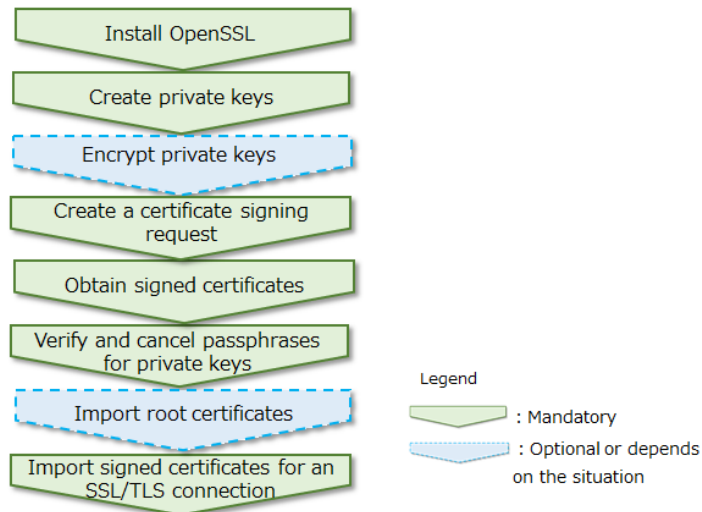 Install OpenSSL
Create private keys
Encrypt private keys
Create a certificate signing
request
Obtain signed certificates
Verify and cancel passphrases
for private keys
Import root certificates
Import signed certificates for an
SSL/TLS connection
Legend
: Mandatory
: Optional or depends
on the situation